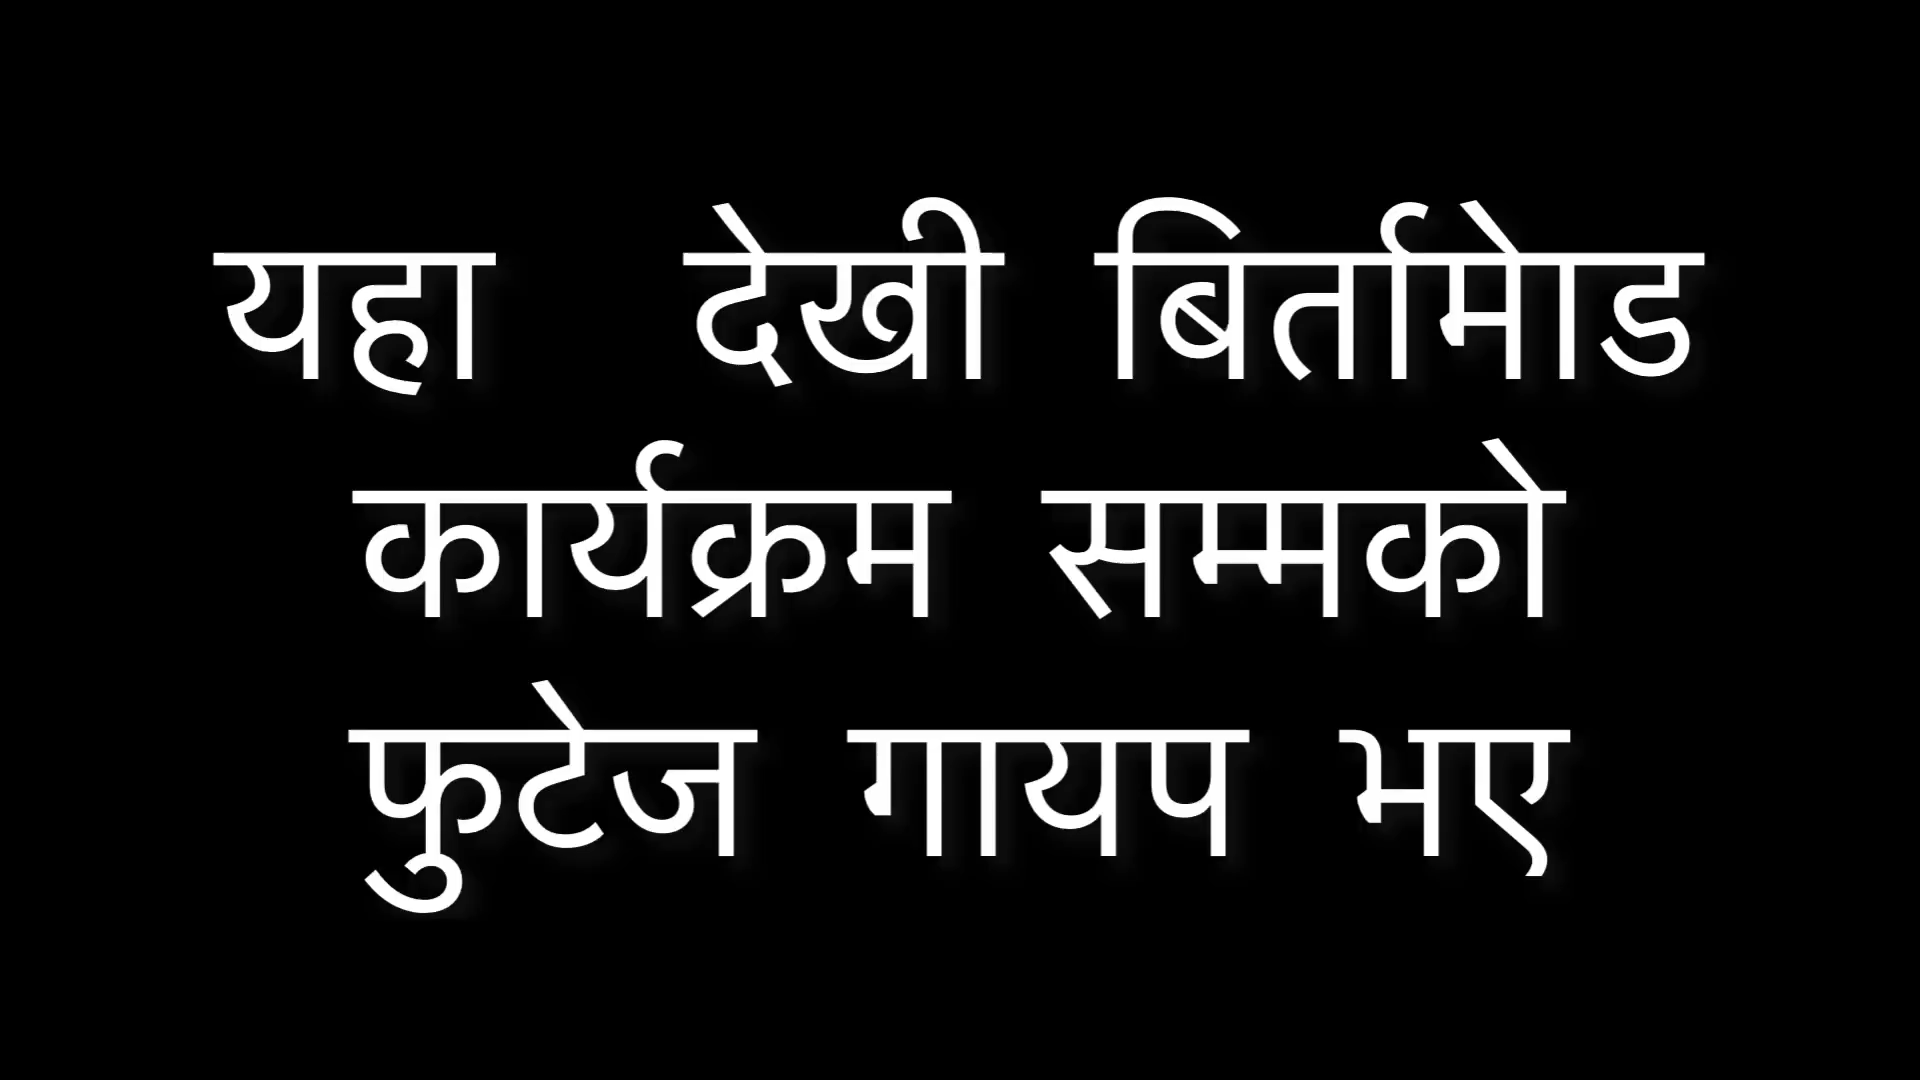 यहा देखी बिर्तामेाड
कार्यक्रम सम्मको
फुटेज गायप भए